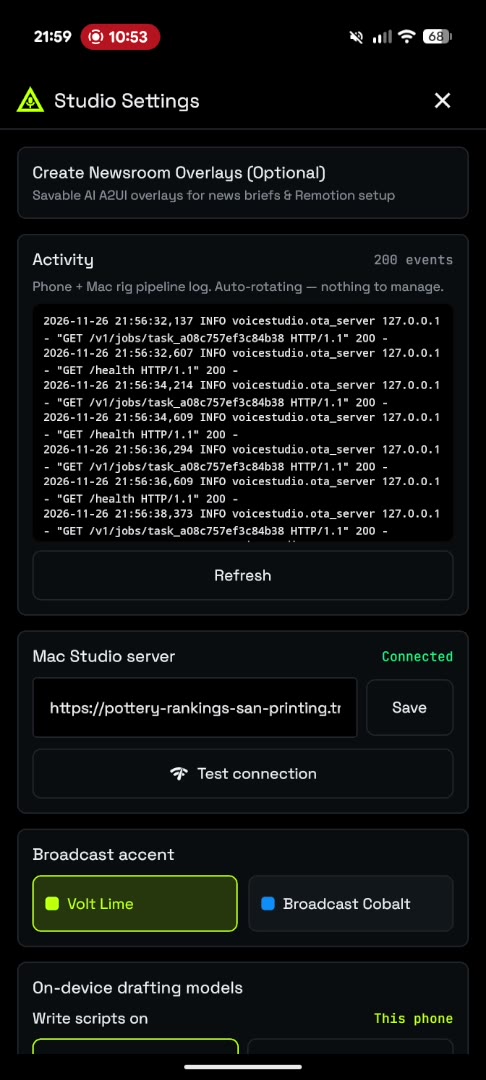 21:59
10:53
68
Studio Settings
Create Newsroom Overlays (Optional)
Savable AI A2UI overlays for news briefs & Remotion setup
Activity
200 events
Phone + Mac rig pipeline log. Auto-rotating — nothing to manage.
2026-11-26 21:56:32,137 INFO voicestudio.ota_server 127.0.0.1
- "GET /v1/jobs/task_a08c757ef3c84b38 HTTP/1.1" 200 -
2026-11-26 21:56:32,607 INFO voicestudio.ota_server 127.0.0.1
- "GET /health HTTP/1.1" 200 -
2026-11-26 21:56:34,214 INFO voicestudio.ota_server 127.0.0.1
- "GET /v1/jobs/task_a08c757ef3c84b38 HTTP/1.1" 200 -
2026-11-26 21:56:34,609 INFO voicestudio.ota_server 127.0.0.1
- "GET /health HTTP/1.1" 200 -
2026-11-26 21:56:36,294 INFO voicestudio.ota_server 127.0.0.1
- "GET /v1/jobs/task_a08c757ef3c84b38 HTTP/1.1" 200 -
2026-11-26 21:56:36,609 INFO voicestudio.ota_server 127.0.0.1
- "GET /health HTTP/1.1" 200 -
2026-11-26 21:56:38,373 INFO voicestudio.ota_server 127.0.0.1
- "GET /v1/jobs/task_a08c757ef3c84b38 HTTP/1.1" 200 -
Refresh
Mac Studio server
Connected
https://pottery-rankings-san-printing.tr
Save
Test connection
Broadcast accent
Volt Lime
Broadcast Cobalt
On-device drafting models
Write scripts on
This phone